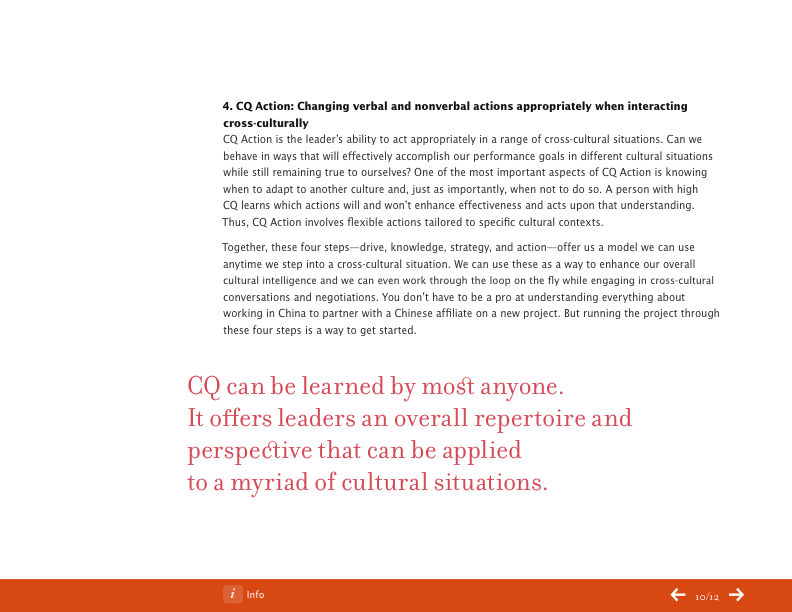 4. CQ Action: Changing verbal and nonverbal actions appropriately when interacting
cross-culturally
CQ Action is the leader’s ability to act appropriately in a range of cross-cultural situations. Can we
behave in ways that will effectively accomplish our performance goals in different cultural situations
while still remaining true to ourselves? One of the most important aspects of CQ Action is knowing
when to adapt to another culture and, just as importantly, when not to do so. A person with high
CQ learns which actions will and won’t enhance effectiveness and acts upon that understanding.
Thus, CQ Action involves flexible actions tailored to specific cultural contexts.
Together, these four steps—drive, knowledge, strategy, and action—offer us a model we can use
anytime we step into a cross-cultural situation. We can use these as a way to enhance our overall
cultural intelligence and we can even work through the loop on the fly while engaging in cross-cultural
conversations and negotiations. You don’t have to be a pro at understanding everything about
working in China to partner with a Chinese affiliate on a new project. But running the project through
these four steps is a way to get started.
CQ can be learned by most anyone.
It offers leaders an overall repertoire and
perspective that can be applied
to a myriad of cultural situations.
i Info
10/12